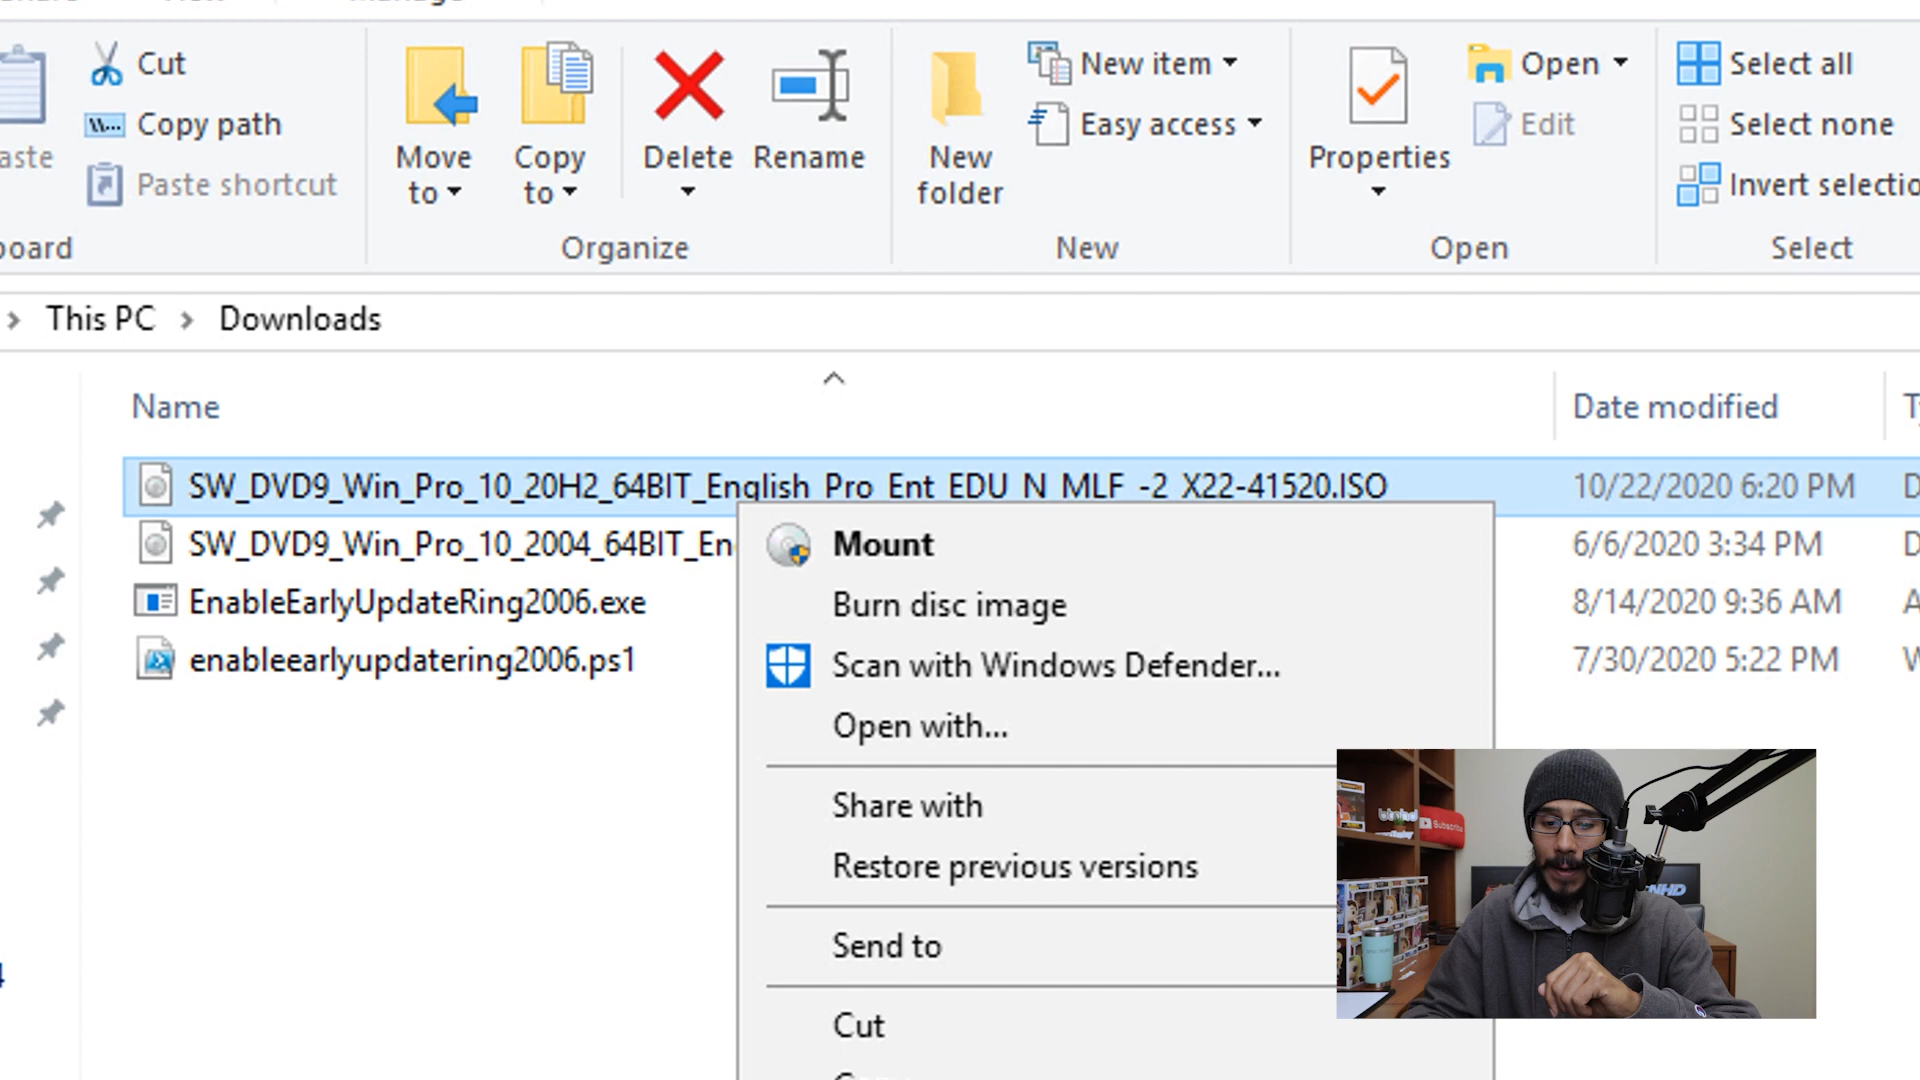 Cut
Copy path
Paste shortcut
Move to
Copy to
Delete
Rename
Organize
New folder
New item
Easy access
New
Properties
Open
Edit
Open
Select all
Select none
Select
This PC
Downloads
Name
Date modified
SW_DVD9_Win_Pro_10_20H2_64BIT_English_Pro_Ent_EDU_N_MLF_-2_X22-41520.ISO
10/22/2020 6:20 PM
SW_DVD9_Win_Pro_10_2004_64BIT_En
6/6/2020 3:34 PM
EnableEarlyUpdateRing2006.exe
8/14/2020 9:36 AM
enableearlyupdatering2006.ps1
7/30/2020 5:22 PM
Mount
Burn disc image
Scan with Windows Defender...
Open with...
Share with
Restore previous versions
Send to
Cut
btnhd
Subscribe